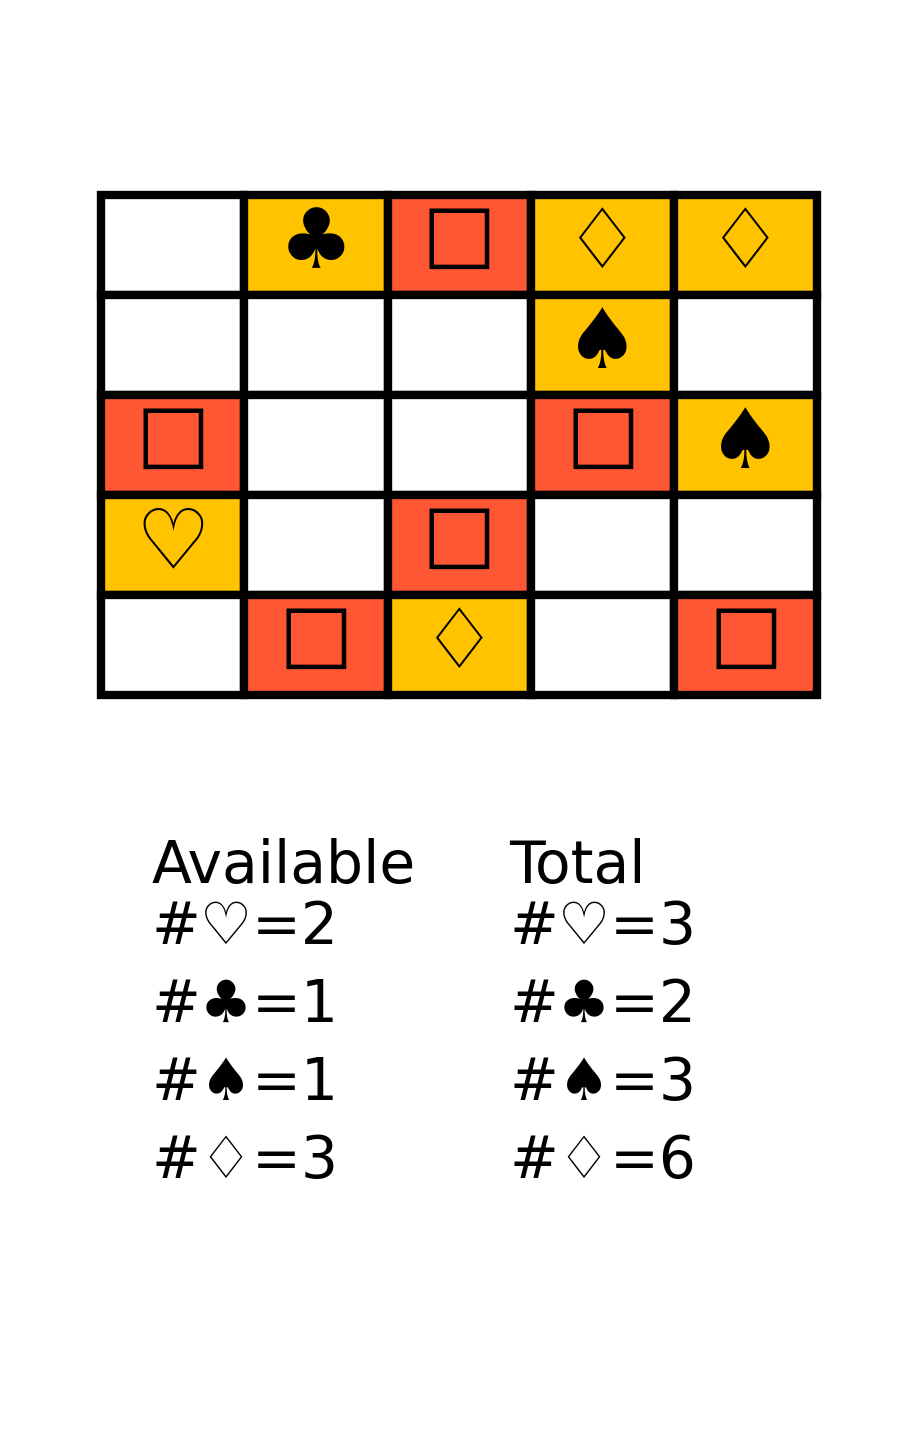 ♣ □ ♢ ♢
♠
□ □ ♠
♡ □
□ ♢ □
Available Total
#♡=2 #♡=3
#♣=1 #♣=2
#♠=1 #♠=3
#♢=3 #♢=6